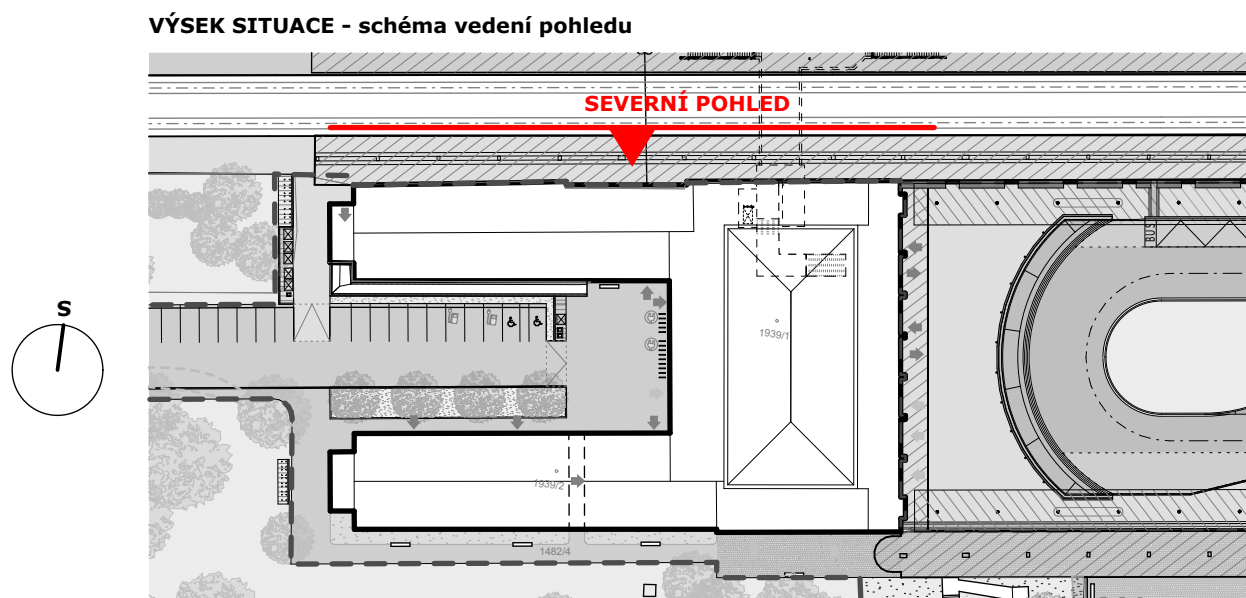 VÝSEK SITUACE - schéma vedení pohledu
SEVERNÍ POHLED
S
BUS
1939/1
1939/2
1482/4